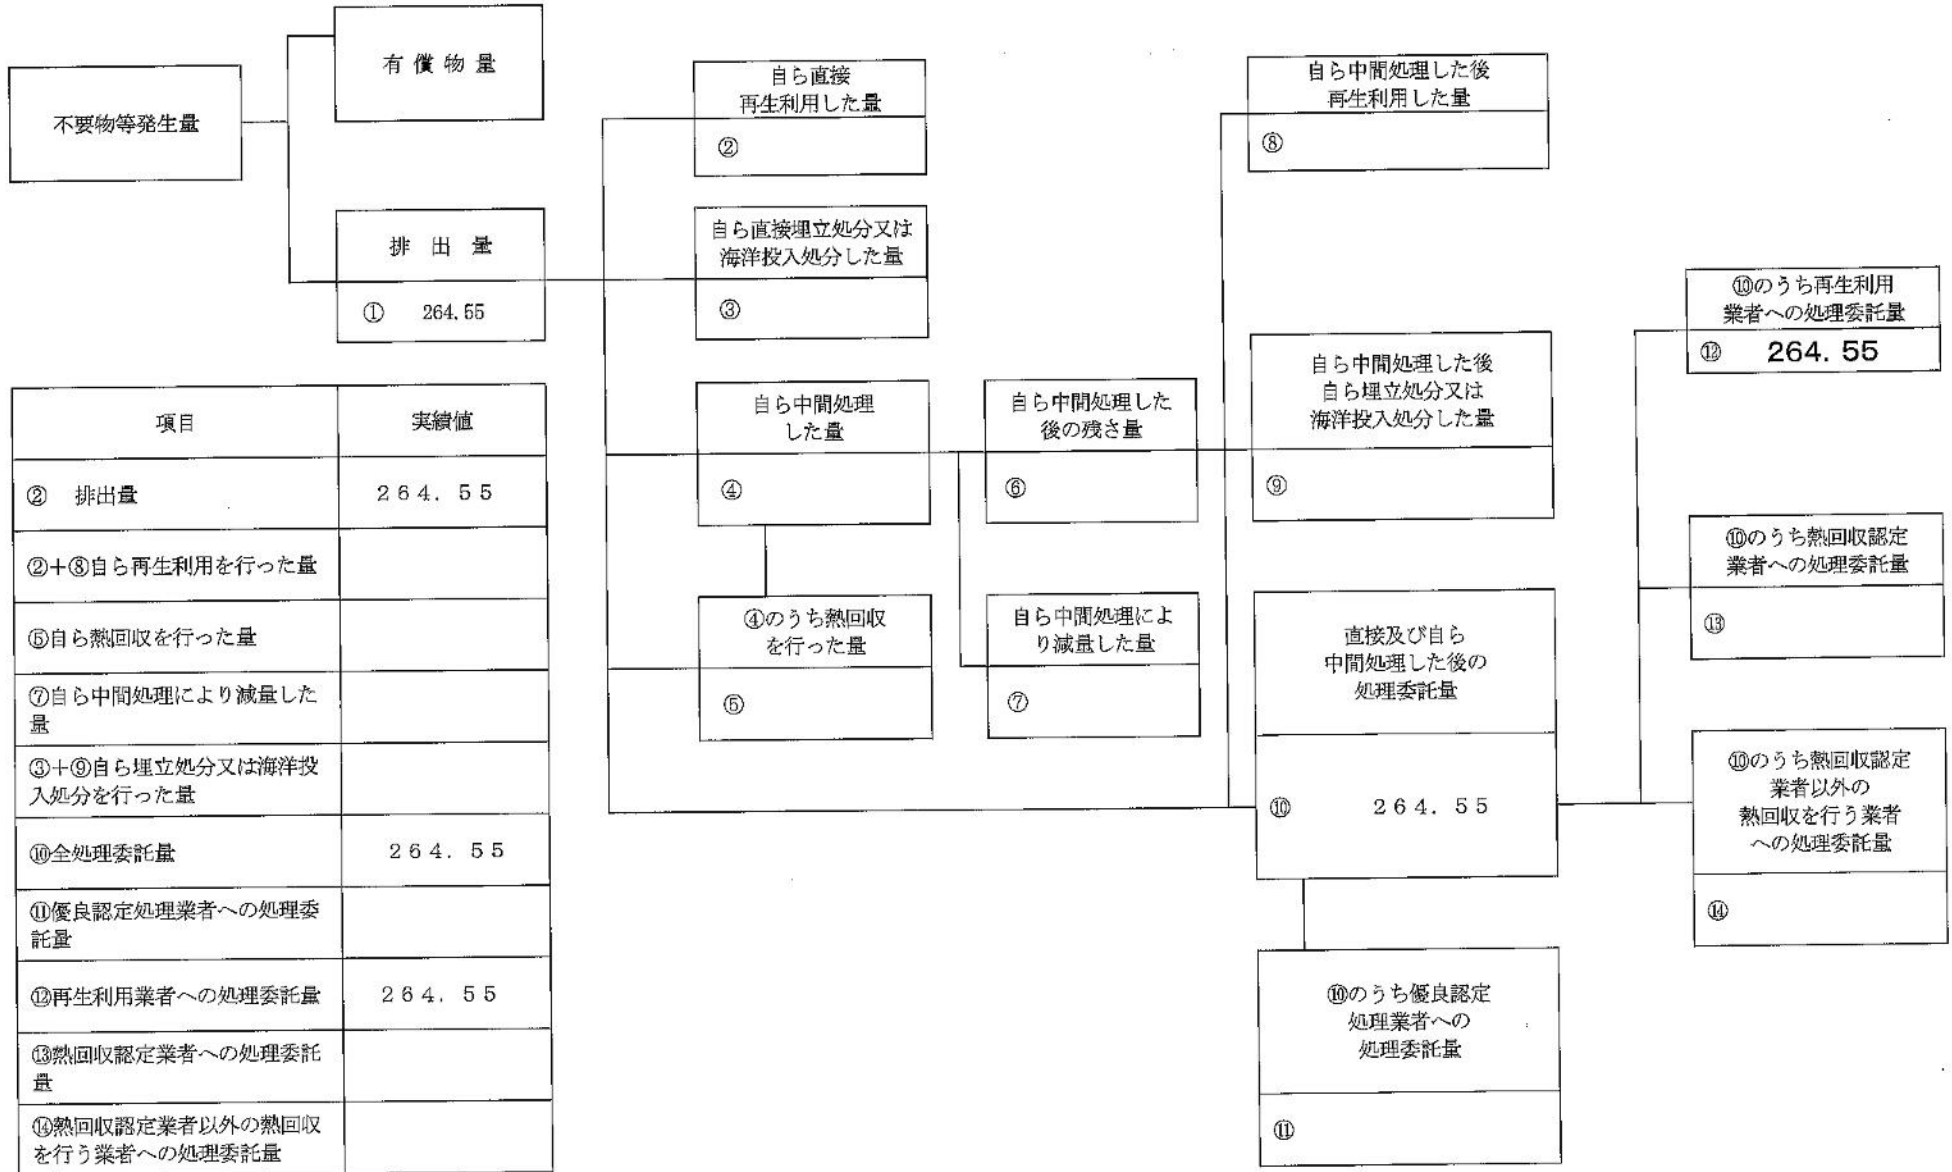 不要物等発生量
有 償 物 量
排 出 量
① 264.55
自ら直接
再生利用した量
②
自ら直接埋立処分又は
海洋投入処分した量
③
自ら中間処理
した量
④
④のうち熱回収
を行った量
⑤
自ら中間処理した
後の残さ量
⑥
自ら中間処理によ
り減量した量
⑦
自ら中間処理した後
再生利用した量
⑧
自ら中間処理した後
自ら埋立処分又は
海洋投入処分した量
⑨
直接及び自ら
中間処理した後の
処理委託量
⑩ 264.55
⑩のうち優良認定
処理業者への
処理委託量
⑪
⑩のうち再生利用
業者への処理委託量
⑫ 264.55
⑩のうち熱回収認定
業者への処理委託量
⑬
⑩のうち熱回収認定
業者以外の
熱回収を行う業者
への処理委託量
⑭
項目 実績値
② 排出量 264.55
②+⑧自ら再生利用を行った量
⑤自ら熱回収を行った量
⑦自ら中間処理により減量した
量
③+⑨自ら埋立処分又は海洋投
入処分を行った量
⑩全処理委託量 264.55
⑪優良認定処理業者への処理委
託量
⑫再生利用業者への処理委託量 264.55
⑬熱回収認定業者への処理委託
量
⑭熱回収認定業者以外の熱回収
を行う業者への処理委託量